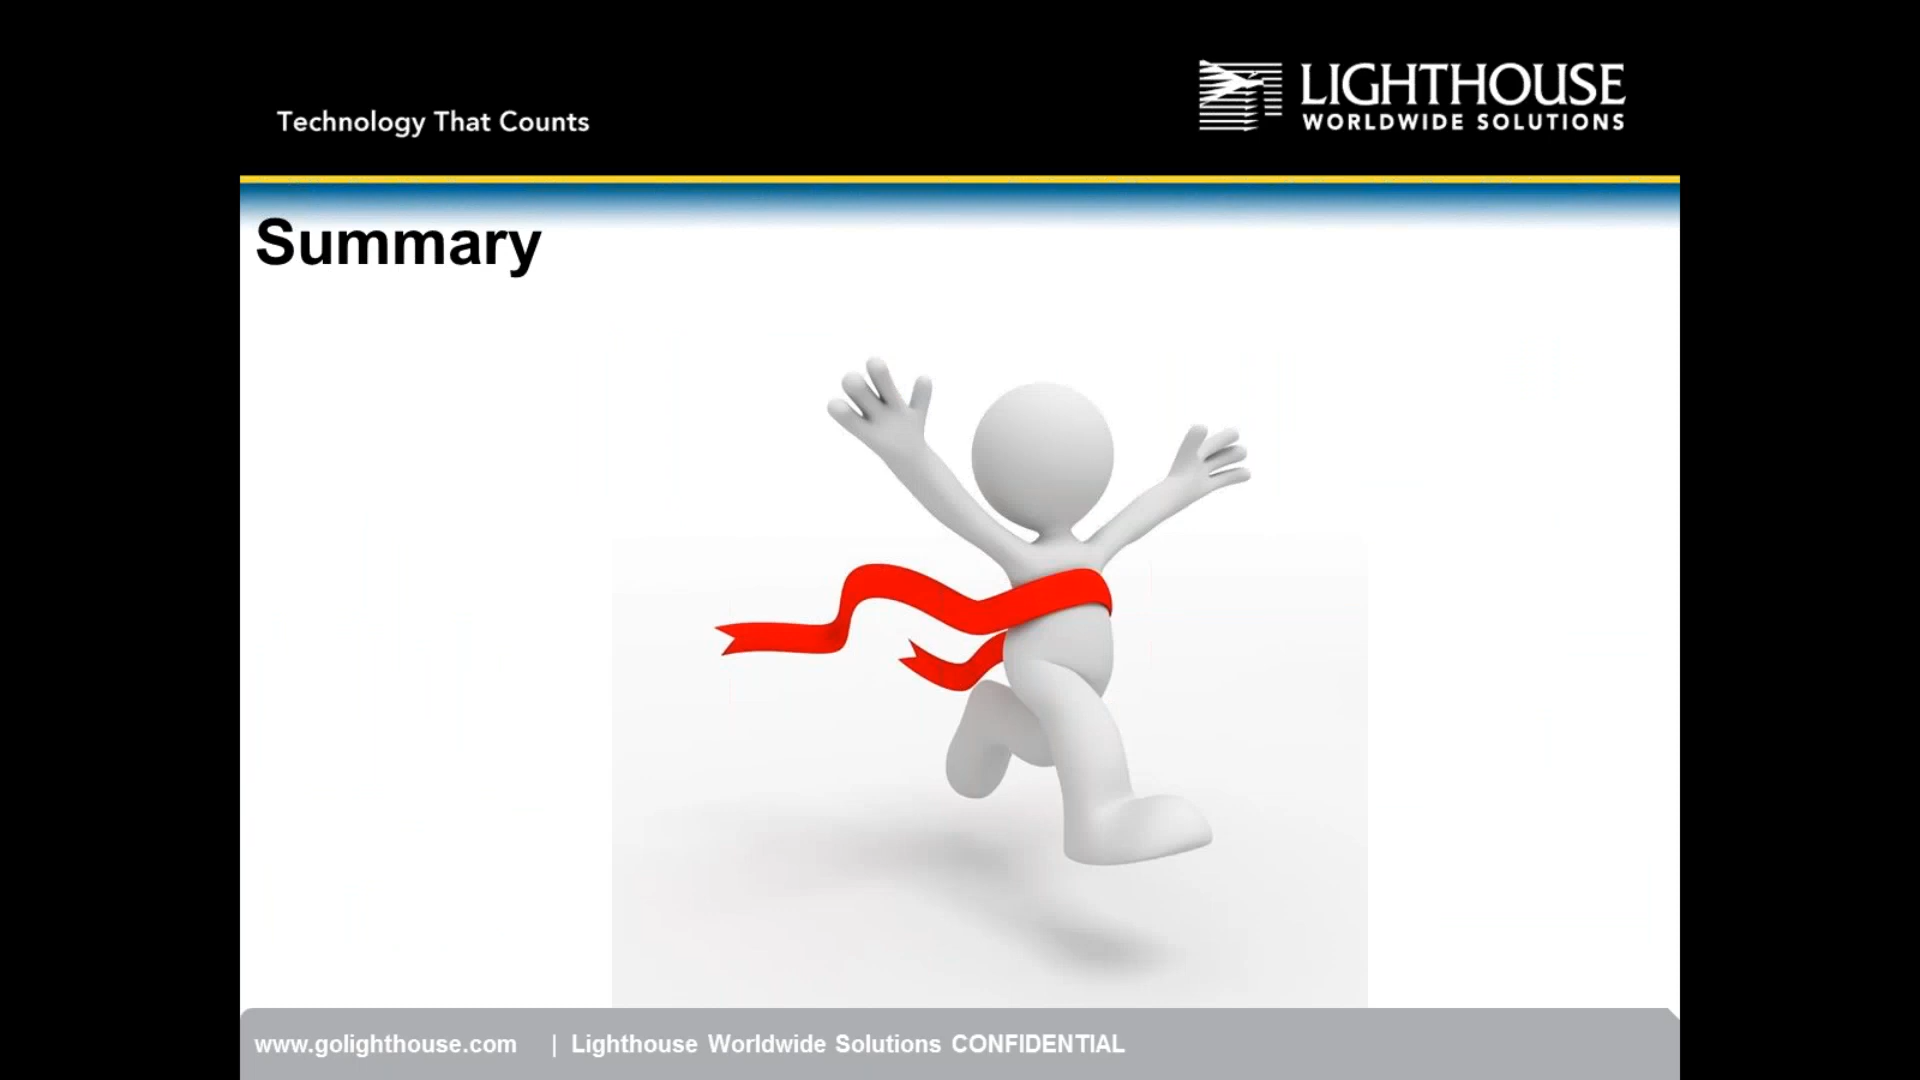 Technology That Counts
LIGHTHOUSE
WORLDWIDE SOLUTIONS
Summary
www.golighthouse.com | Lighthouse Worldwide Solutions CONFIDENTIAL